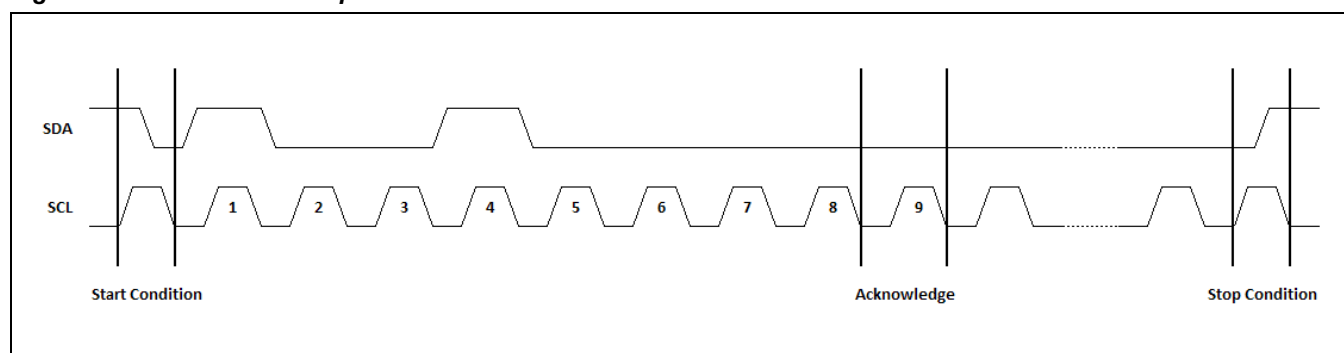 SDA
SCL 1 2 3 4 5 6 7 8 9
Start Condition Acknowledge Stop Condition